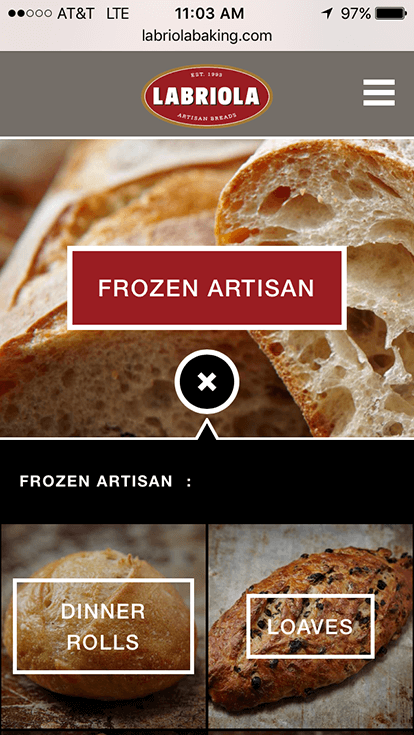 AT&T LTE 11:03 AM 97%
labriolabaking.com
EST. 1993
LABRIOLA
ARTISAN BREADS
FROZEN ARTISAN
FROZEN ARTISAN :
DINNER
ROLLS
LOAVES